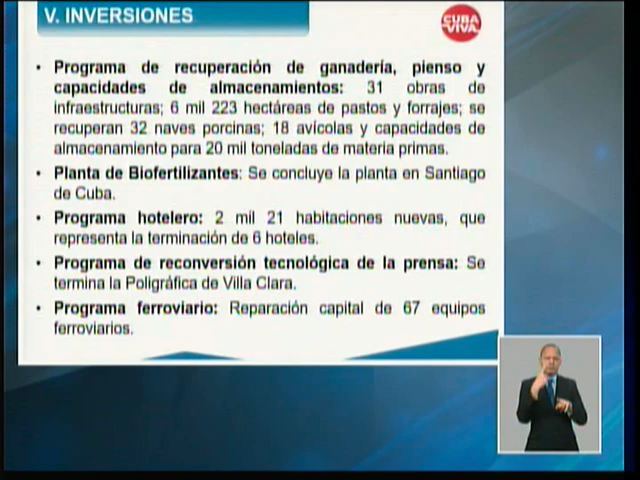 V. INVERSIONES
CUBA
VIVA
• Programa de recuperación de ganadería, pienso y
capacidades de almacenamientos: 31 obras de
infraestructuras; 6 mil 223 hectáreas de pastos y forrajes; se
recuperan 32 naves porcinas; 18 avícolas y capacidades de
almacenamiento para 20 mil toneladas de materia primas.
• Planta de Biofertilizantes: Se concluye la planta en Santiago
de Cuba.
• Programa hotelero: 2 mil 21 habitaciones nuevas, que
representa la terminación de 6 hoteles.
• Programa de reconversión tecnológica de la prensa: Se
termina la Poligráfica de Villa Clara.
• Programa ferroviario: Reparación capital de 67 equipos
ferroviarios.